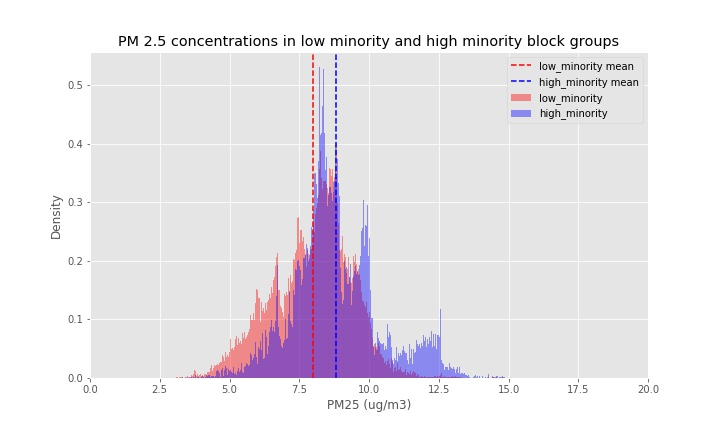 PM 2.5 concentrations in low minority and high minority block groups
low_minority mean
high_minority mean
low_minority
high_minority
Density
0.5
0.4
0.3
0.2
0.1
0.0
0.0 2.5 5.0 7.5 10.0 12.5 15.0 17.5 20.0
PM25 (ug/m3)